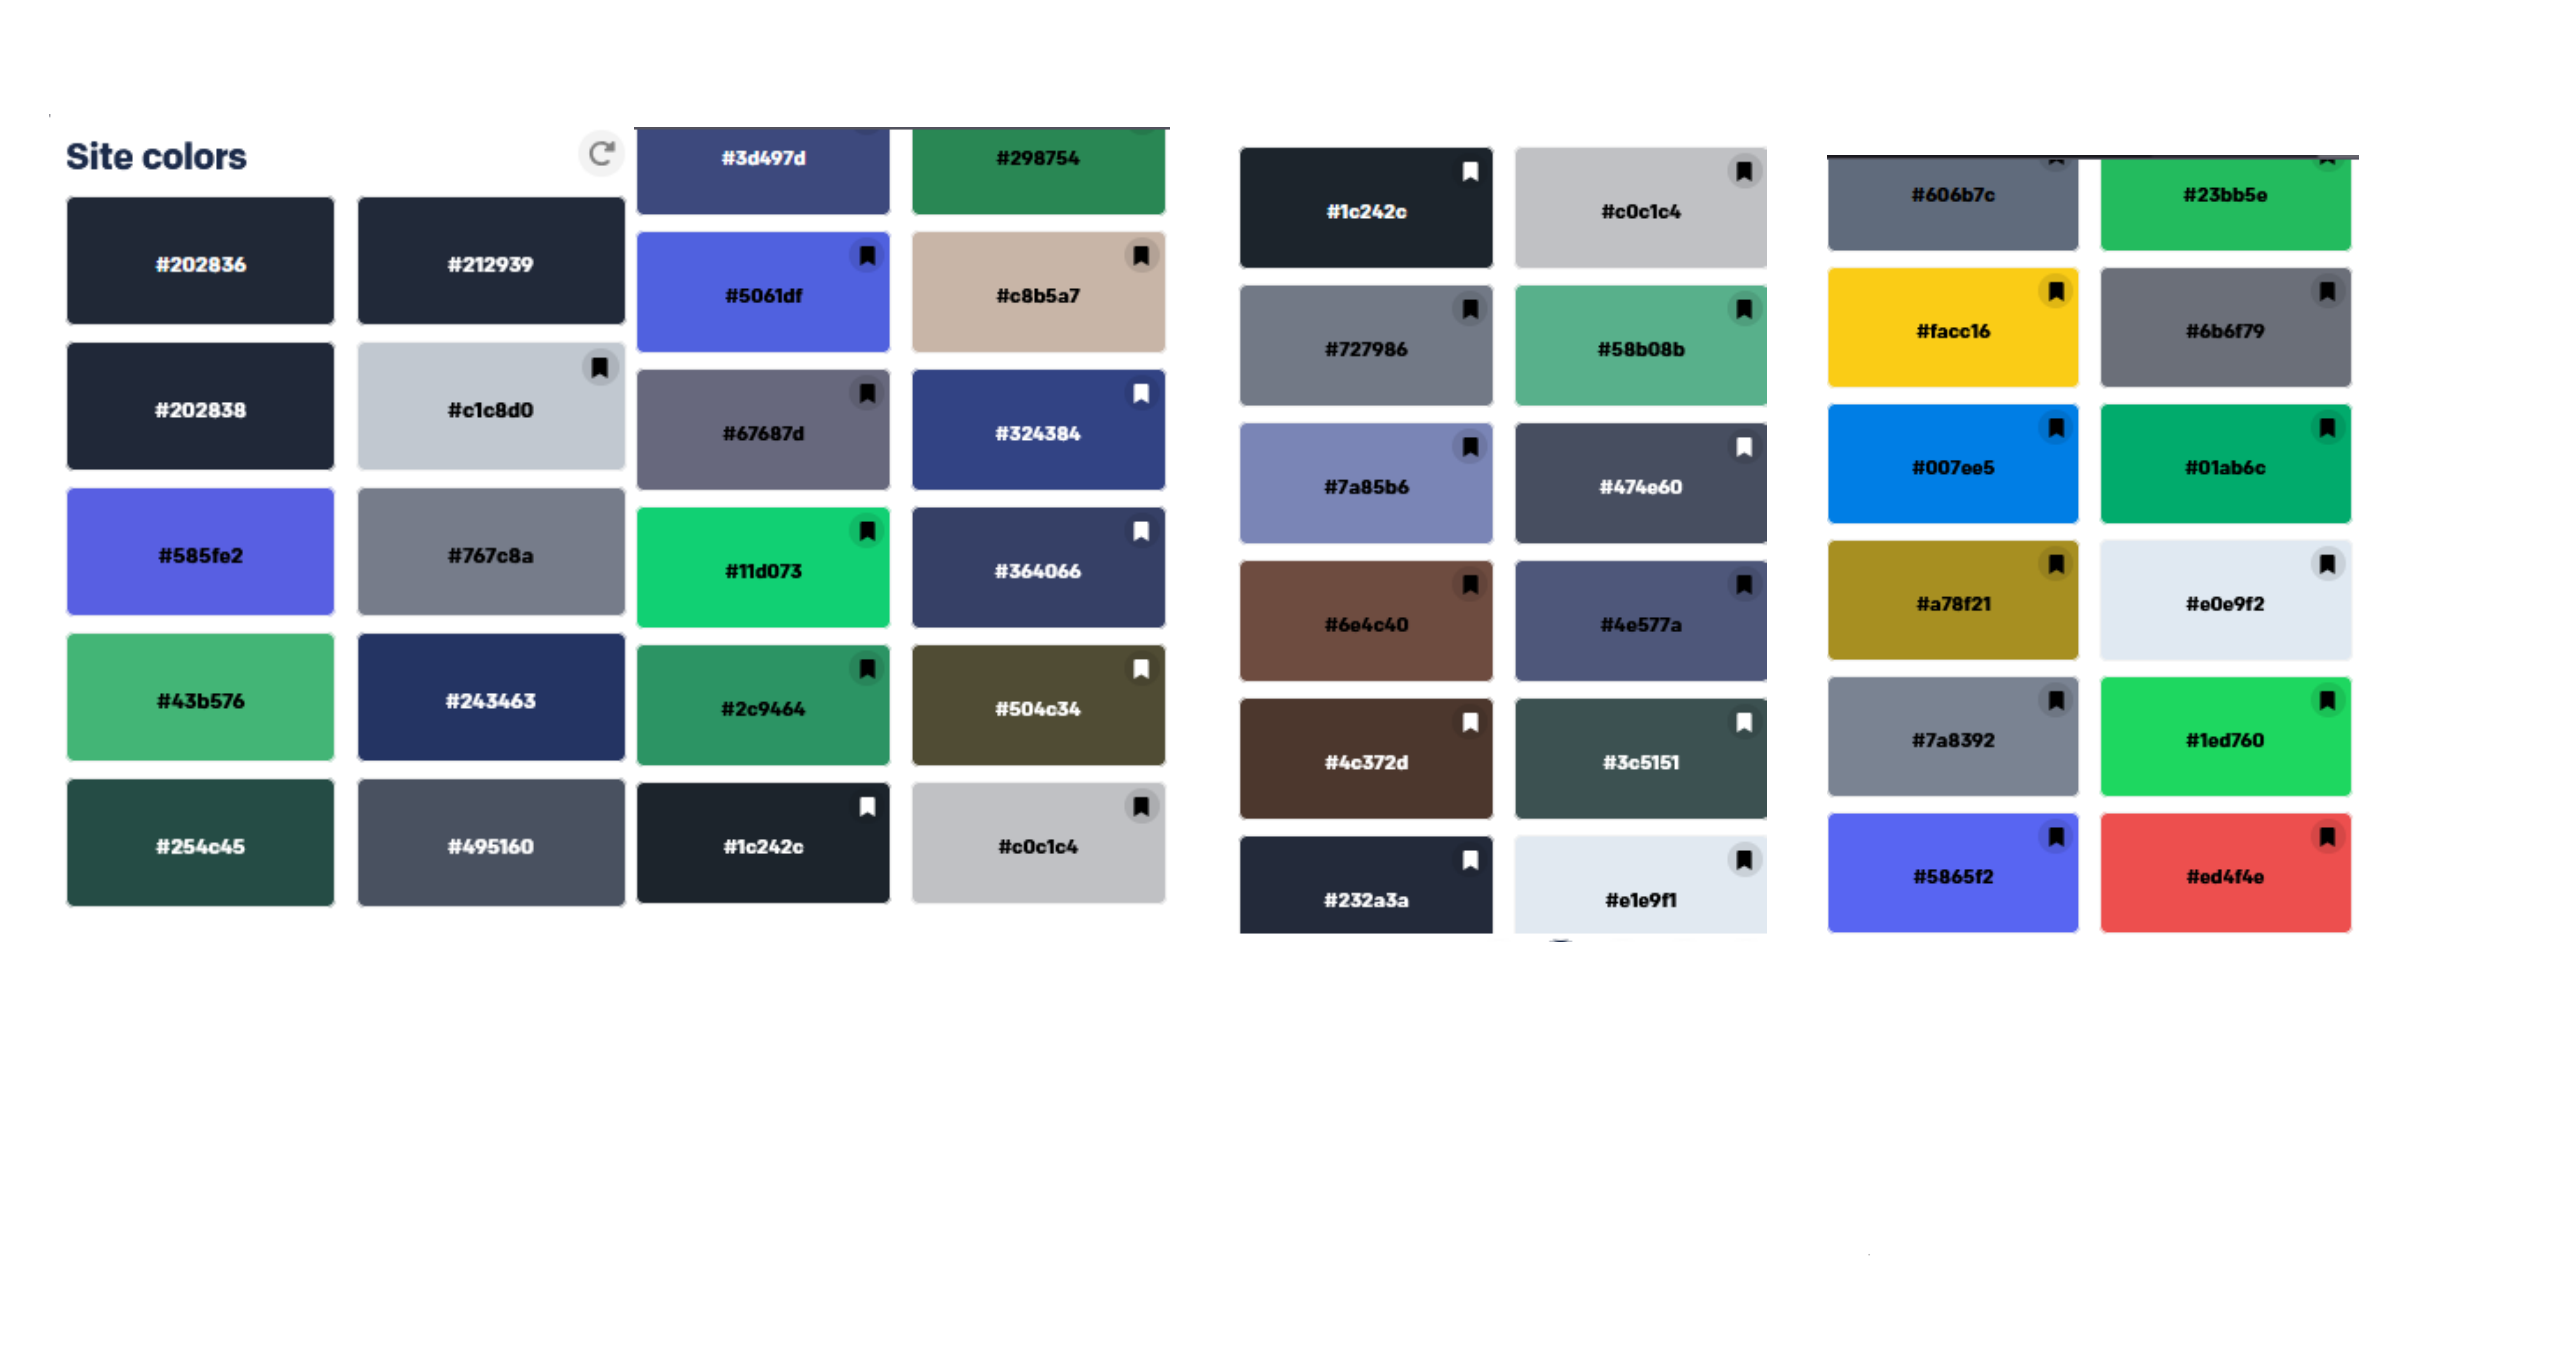 Site colors
#202836 #212939
#202838 #c1c8d0
#585fe2 #767c8a
#43b576 #243463
#254c45 #495160
#3d497d #298754
#5061df #c8b5a7
#67687d #324384
#11d073 #364066
#2c9464 #504c34
#1c242c #c0c1c4
#1c242c #c0c1c4
#727986 #58b08b
#7a85b6 #474e60
#6e4c40 #4e577a
#4c372d #3c5151
#232a3a #e1e9f1
#606b7c #23bb5e
#facc16 #6b6f79
#007ee5 #01ab6c
#a78f21 #e0e9f2
#7a8392 #1ed760
#5865f2 #ed4f4e